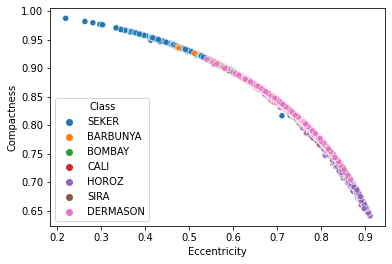 1.00
0.95
0.90
0.85
0.80
0.75
0.70
0.65
Compactness
Class
SEKER
BARBUNYA
BOMBAY
CALI
HOROZ
SIRA
DERMASON
0.2 0.3 0.4 0.5 0.6 0.7 0.8 0.9
Eccentricity